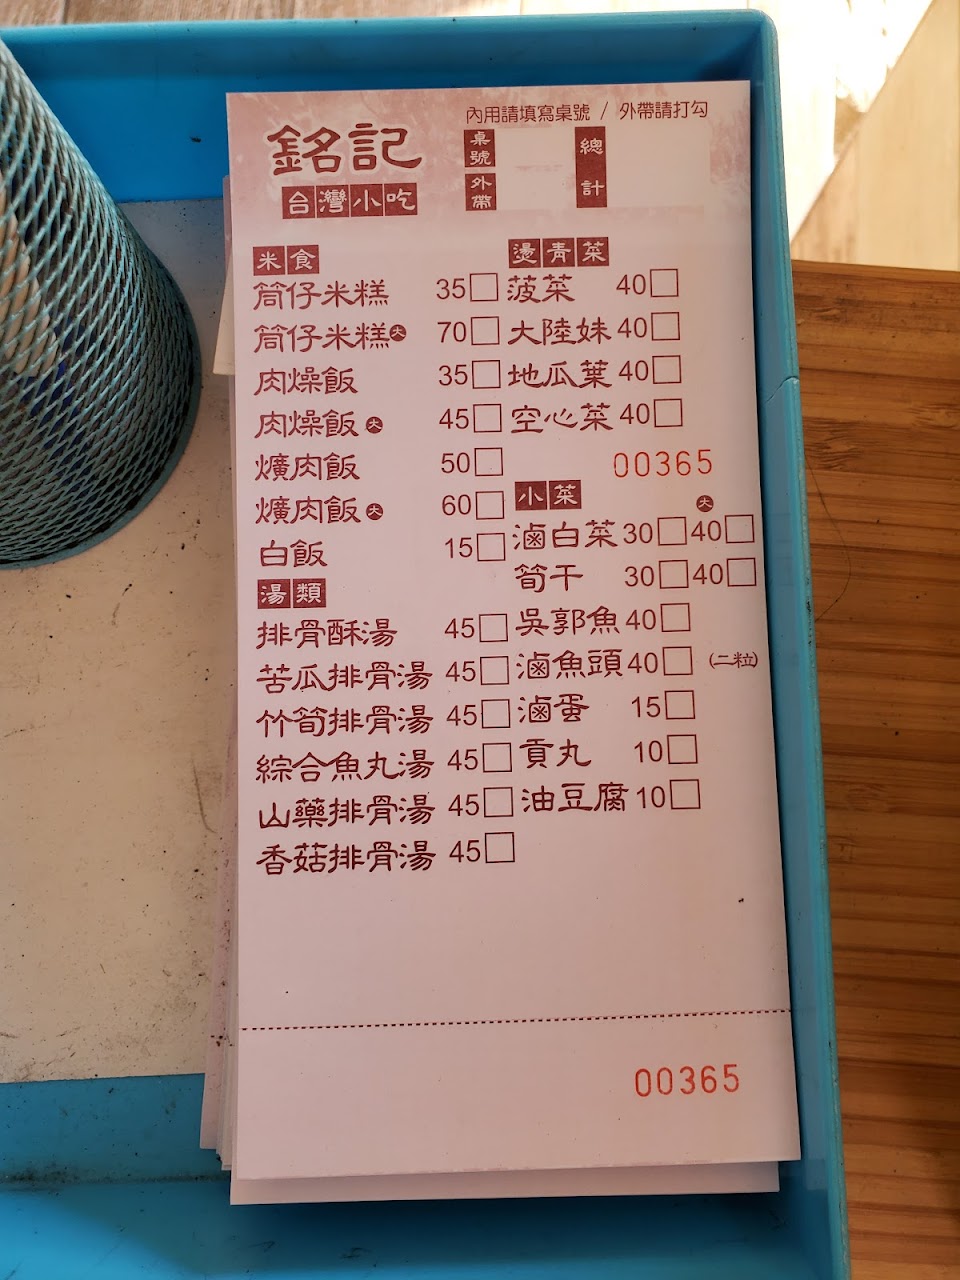 內用請填寫桌號 / 外帶請打勾
銘記
台灣小吃
桌號
外帶
總計
米食
筒仔米糕 35□
筒仔米糕大 70□
肉燥飯 35□
肉燥飯大 45□
爌肉飯 50□
爌肉飯大 60□
白飯 15□
湯類
排骨酥湯 45□
苦瓜排骨湯 45□
竹筍排骨湯 45□
綜合魚丸湯 45□
山藥排骨湯 45□
香菇排骨湯 45□
燙青菜
菠菜 40□
大陸妹 40□
地瓜葉 40□
空心菜 40□
00365
小菜 大
滷白菜 30□40□
筍干 30□40□
吳郭魚 40□
滷魚頭 40□ (二粒)
滷蛋 15□
貢丸 10□
油豆腐 10□
00365